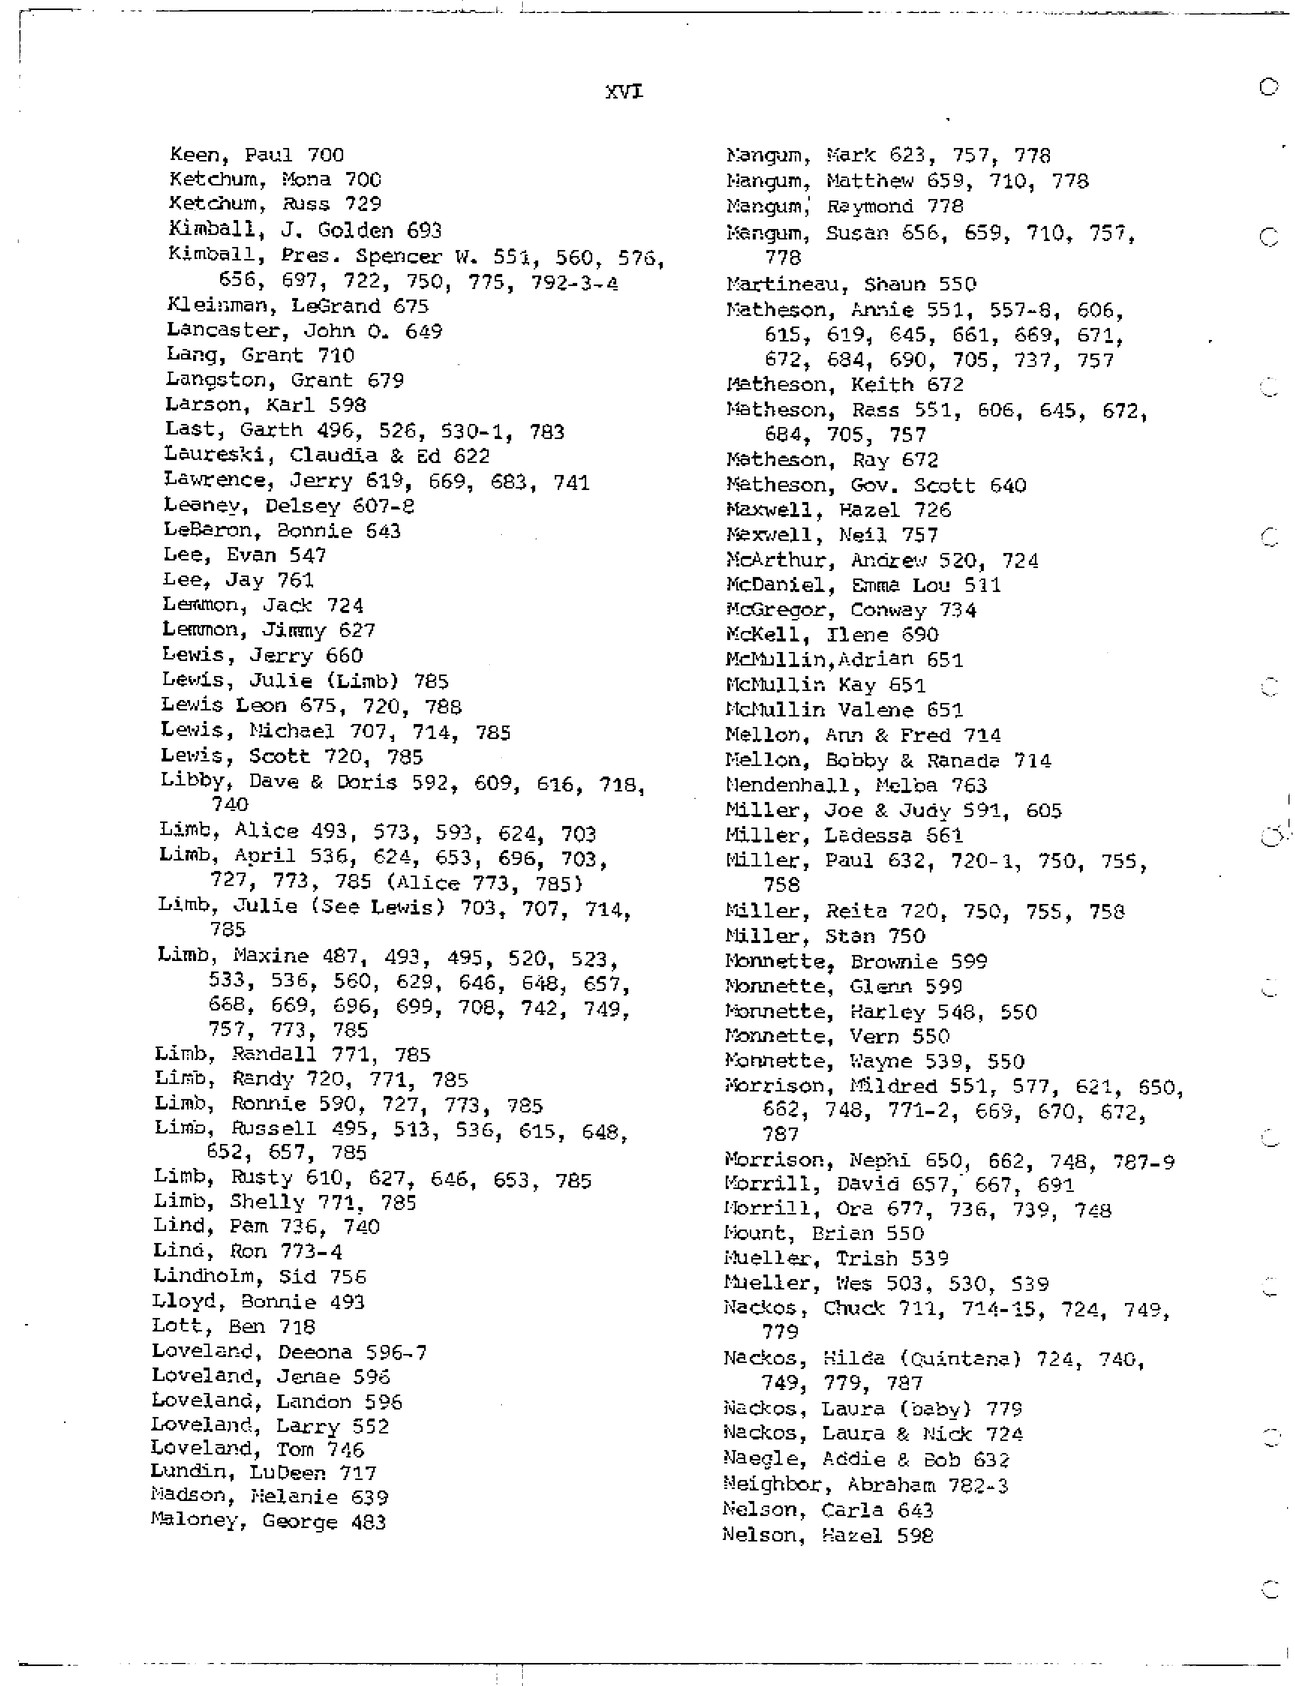 XVI
Keen, Paul 700
Ketchum, Mona 700
Ketchum, Russ 729
Kimball, J. Golden 693
Kimball, Pres. Spencer W. 551, 560, 576,
656, 697, 722, 750, 775, 792-3-4
Kleinman, LeGrand 675
Lancaster, John O. 649
Lang, Grant 710
Langston, Grant 679
Larson, Karl 598
Last, Garth 496, 526, 530-1, 783
Laureski, Claudia & Ed 622
Lawrence, Jerry 619, 669, 683, 741
Leaney, Delsey 607-8
LeBaron, Bonnie 643
Lee, Evan 547
Lee, Jay 761
Lemmon, Jack 724
Lemmon, Jimmy 627
Lewis, Jerry 660
Lewis, Julie (Limb) 785
Lewis Leon 675, 720, 788
Lewis, Michael 707, 714, 785
Lewis, Scott 720, 785
Libby, Dave & Doris 592, 609, 616, 718,
740
Limb, Alice 493, 573, 593, 624, 703
Limb, April 536, 624, 653, 696, 703,
727, 773, 785 (Alice 773, 785)
Limb, Julie (See Lewis) 703, 707, 714,
785
Limb, Maxine 487, 493, 495, 520, 523,
533, 536, 560, 629, 646, 648, 657,
668, 669, 696, 699, 708, 742, 749,
757, 773, 785
Limb, Randall 771, 785
Limb, Randy 720, 771, 785
Limb, Ronnie 590, 727, 773, 785
Limb, Russell 495, 513, 536, 615, 648,
652, 657, 785
Limb, Rusty 610, 627, 646, 653, 785
Limb, Shelly 771, 785
Lind, Pam 736, 740
Lind, Ron 773-4
Lindholm, Sid 756
Lloyd, Bonnie 493
Lott, Ben 718
Loveland, Deeona 596-7
Loveland, Jenae 596
Loveland, Landon 596
Loveland, Larry 552
Loveland, Tom 746
Lundin, LuDeen 717
Madson, Melanie 639
Maloney, George 483
Mangum, Mark 623, 757, 778
Mangum, Matthew 659, 710, 778
Mangum, Raymond 778
Mangum, Susan 656, 659, 710, 757,
778
Martineau, Shaun 550
Matheson, Annie 551, 557-8, 606,
615, 619, 645, 661, 669, 671,
672, 684, 690, 705, 737, 757
Matheson, Keith 672
Matheson, Rass 551, 606, 645, 672,
684, 705, 757
Matheson, Ray 672
Matheson, Gov. Scott 640
Maxwell, Hazel 726
Maxwell, Neil 757
McArthur, Andrew 520, 724
McDaniel, Emma Lou 511
McGregor, Conway 734
McKell, Ilene 690
McMullin,Adrian 651
McMullin Kay 651
McMullin Valene 651
Mellon, Ann & Fred 714
Mellon, Bobby & Ranada 714
Mendenhall, Melba 763
Miller, Joe & Judy 591, 605
Miller, Ladessa 661
Miller, Paul 632, 720-1, 750, 755,
758
Miller, Reita 720, 750, 755, 758
Miller, Stan 750
Monnette, Brownie 599
Monnette, Glenn 599
Monnette, Harley 548, 550
Monnette, Vern 550
Monnette, Wayne 539, 550
Morrison, Mildred 551, 577, 621, 650,
662, 748, 771-2, 669, 670, 672,
787
Morrison, Nephi 650, 662, 748, 787-9
Morrill, David 657, 667, 691
Morrill, Ora 677, 736, 739, 748
Mount, Brian 550
Mueller, Trish 539
Mueller, Wes 503, 530, 539
Nackos, Chuck 711, 714-15, 724, 749,
779
Nackos, Hilda (Quintana) 724, 740,
749, 779, 787
Nackos, Laura (baby) 779
Nackos, Laura & Nick 724
Naegle, Addie & Bob 632
Neighbor, Abraham 782-3
Nelson, Carla 643
Nelson, Hazel 598